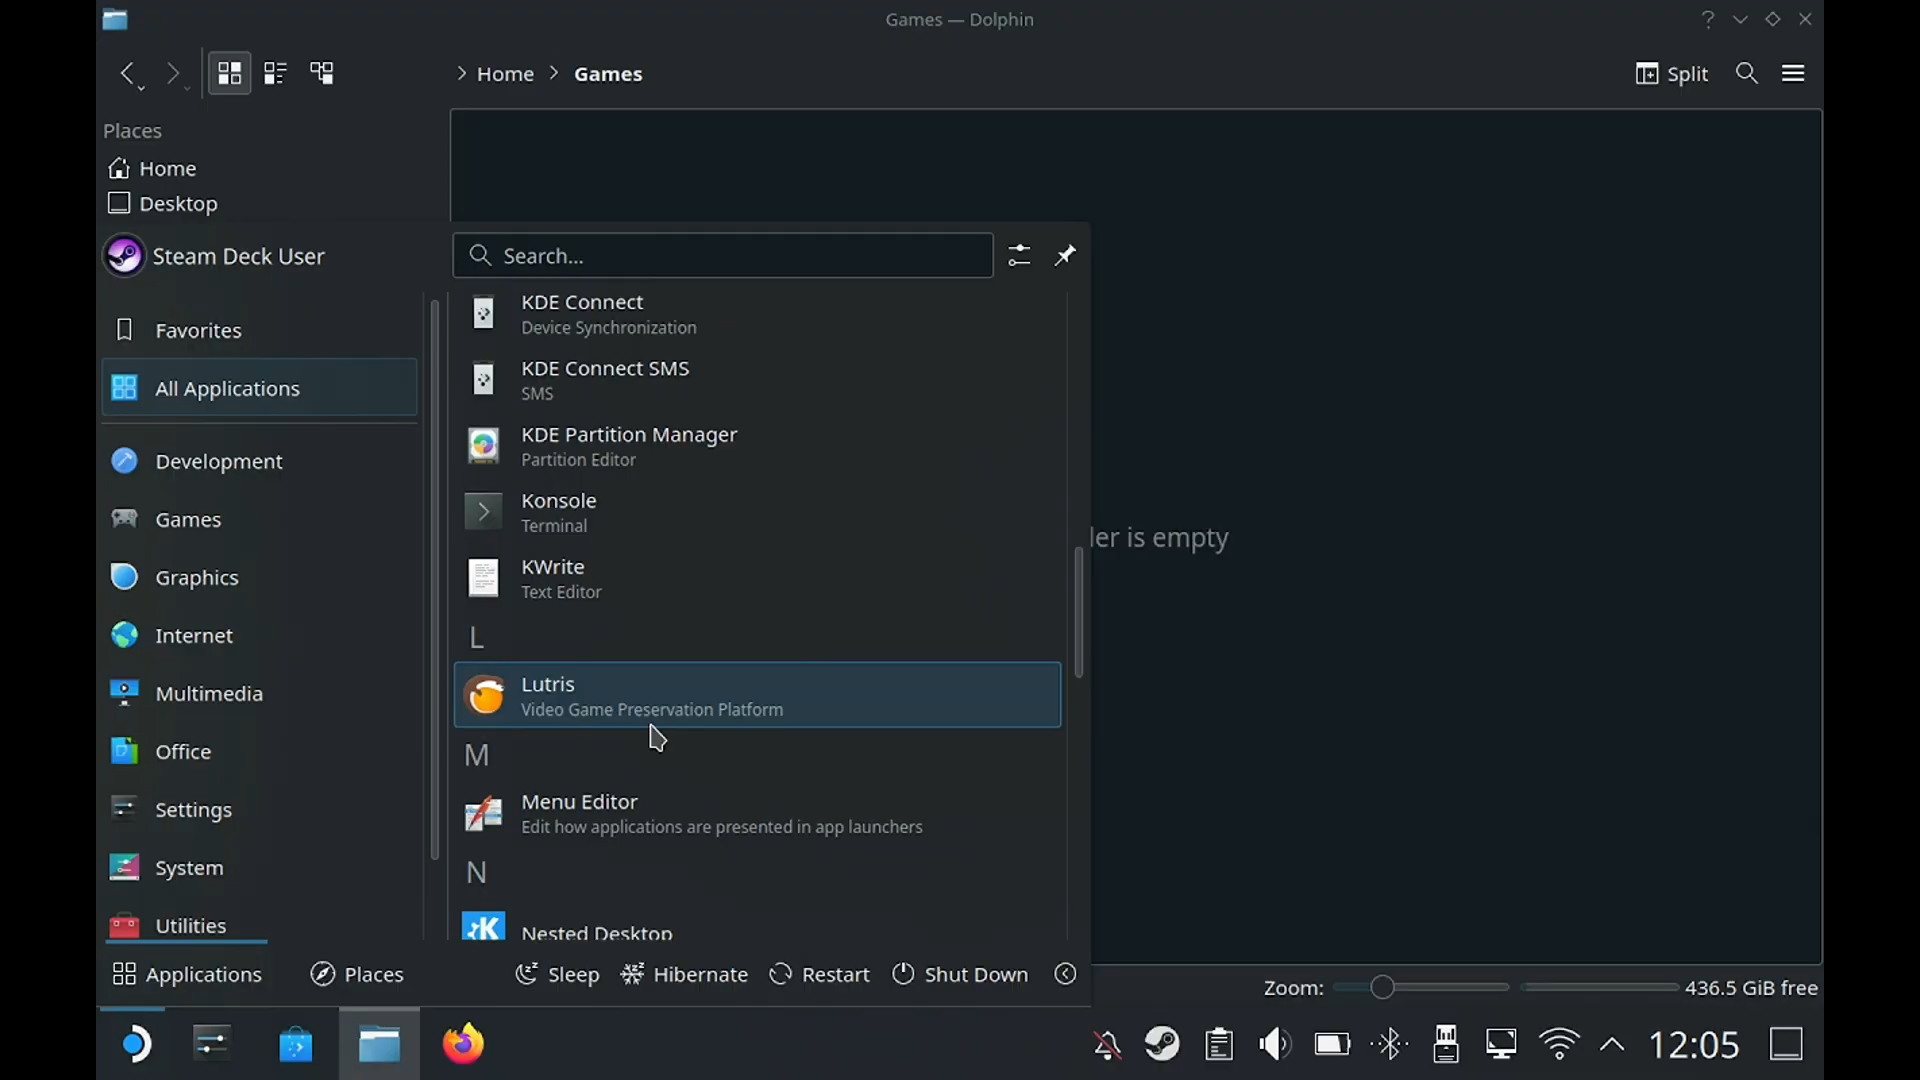 Games — Dolphin
Home
Games
Split
Places
Home
Desktop
Steam Deck User
Search...
Favorites
All Applications
Development
Games
Graphics
Internet
Multimedia
Office
Settings
System
Utilities
KDE Connect
Device Synchronization
KDE Connect SMS
SMS
KDE Partition Manager
Partition Editor
Konsole
Terminal
KWrite
Text Editor
L
Lutris
Video Game Preservation Platform
M
Menu Editor
Edit how applications are presented in app launchers
N
Nested Desktop
is empty
Applications
Places
Sleep
Hibernate
Restart
Shut Down
Zoom:
436.5 GiB free
12:05